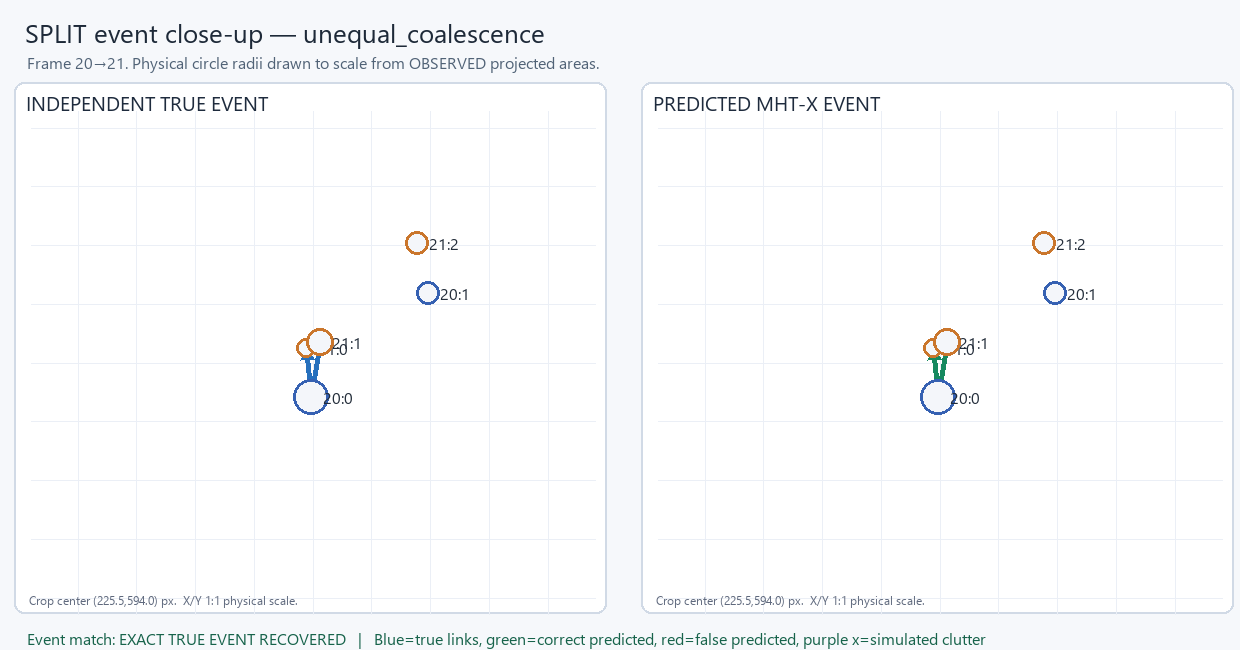 SPLIT event close-up — unequal_coalescence
Frame 20→21. Physical circle radii drawn to scale from OBSERVED projected areas.
INDEPENDENT TRUE EVENT
21:2
20:1
21:1
1:0
20:0
Crop center (225.5,594.0) px. X/Y 1:1 physical scale.
PREDICTED MHT-X EVENT
21:2
20:1
21:1
1:0
20:0
Crop center (225.5,594.0) px. X/Y 1:1 physical scale.
Event match: EXACT TRUE EVENT RECOVERED | Blue=true links, green=correct predicted, red=false predicted, purple x=simulated clutter